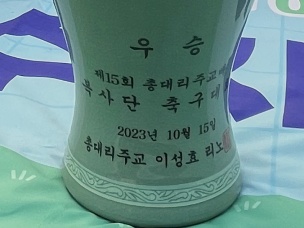 우 승
제15회 총대리주교배
복사단 축구대
2023년 10월 15일
총대리주교 이성효 리노